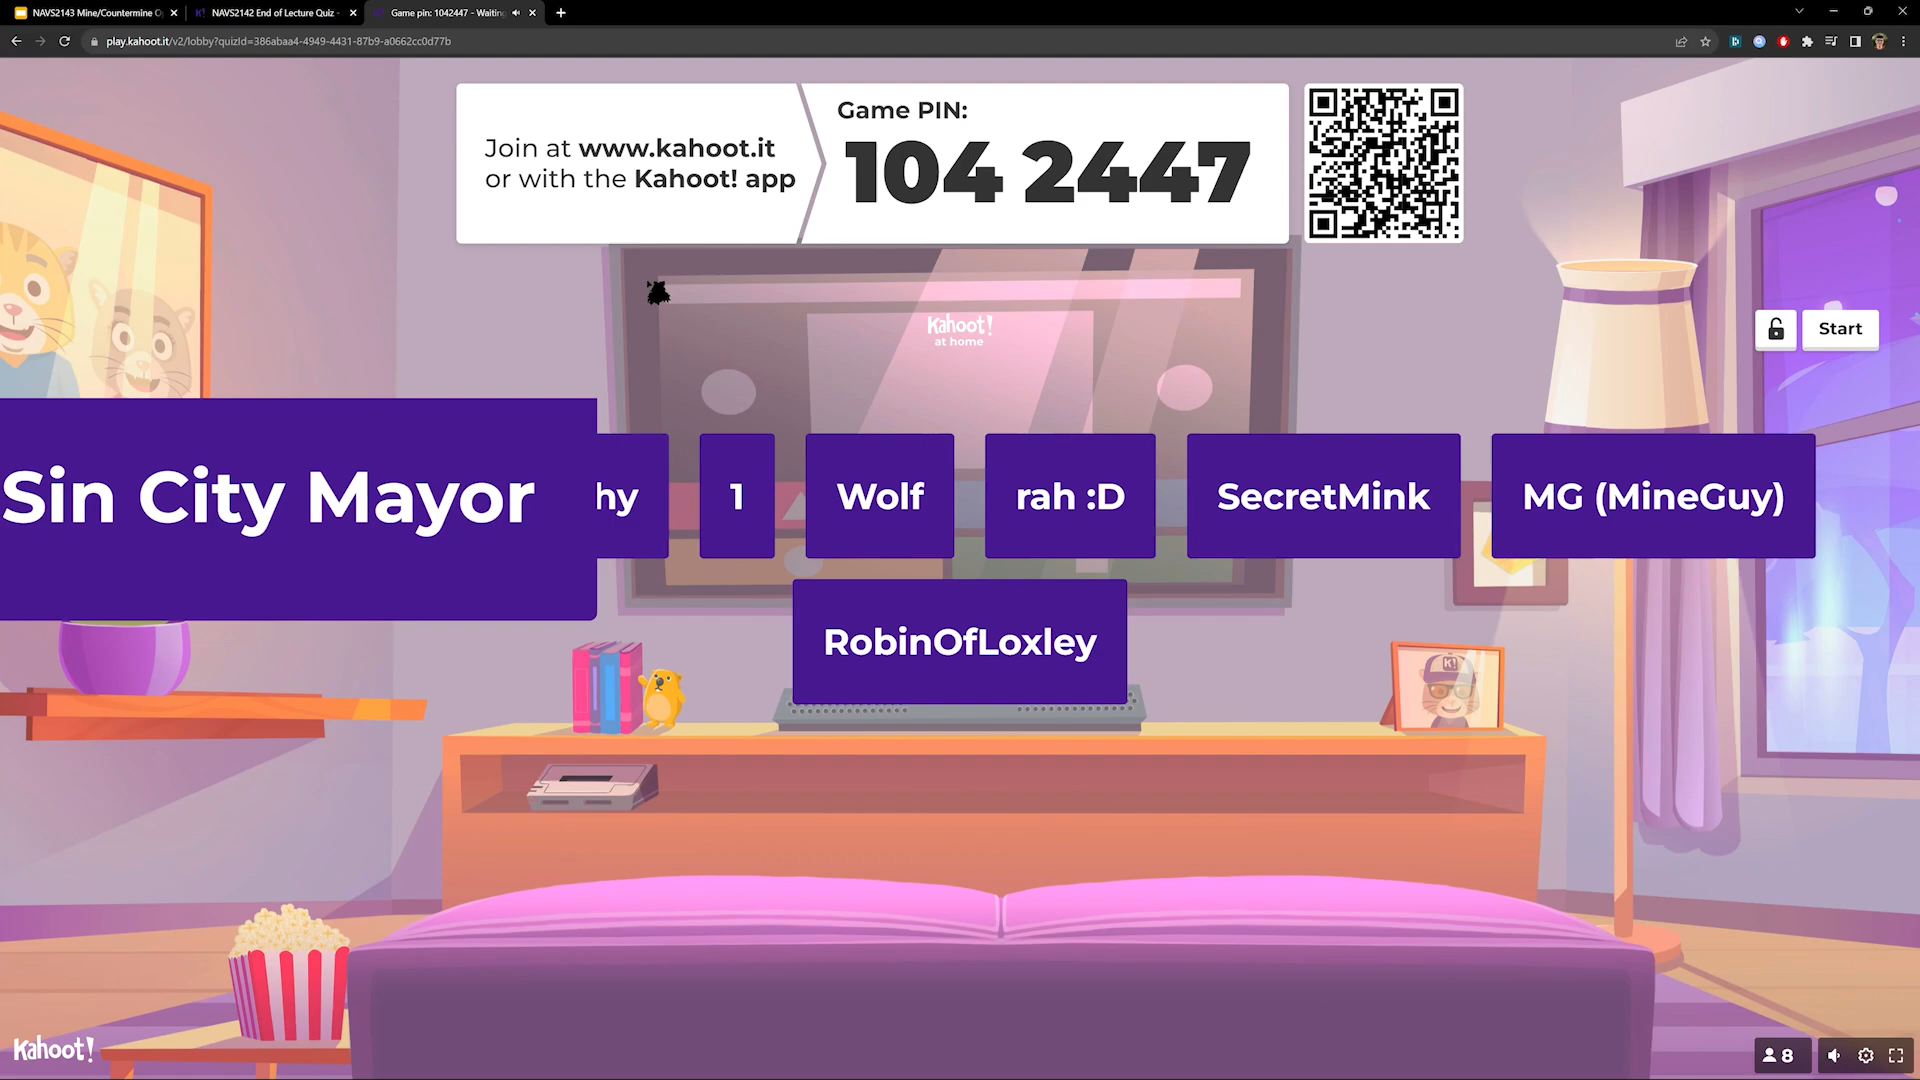 NAVS2143 Mine/Countermine O
NAVS2142 End of Lecture Quiz -
Game pin: 1042447 - Waiting
play.kahoot.it/v2/lobby?quizId=386abaa4-4949-4431-87b9-a0662cc0d77b
Join at www.kahoot.it
or with the Kahoot! app
Game PIN:
104 2447
Kahoot!
at home
Start
Sin City Mayor
hy
1
Wolf
rah :D
SecretMink
MG (MineGuy)
RobinOfLoxley
K!
Kahoot!
8